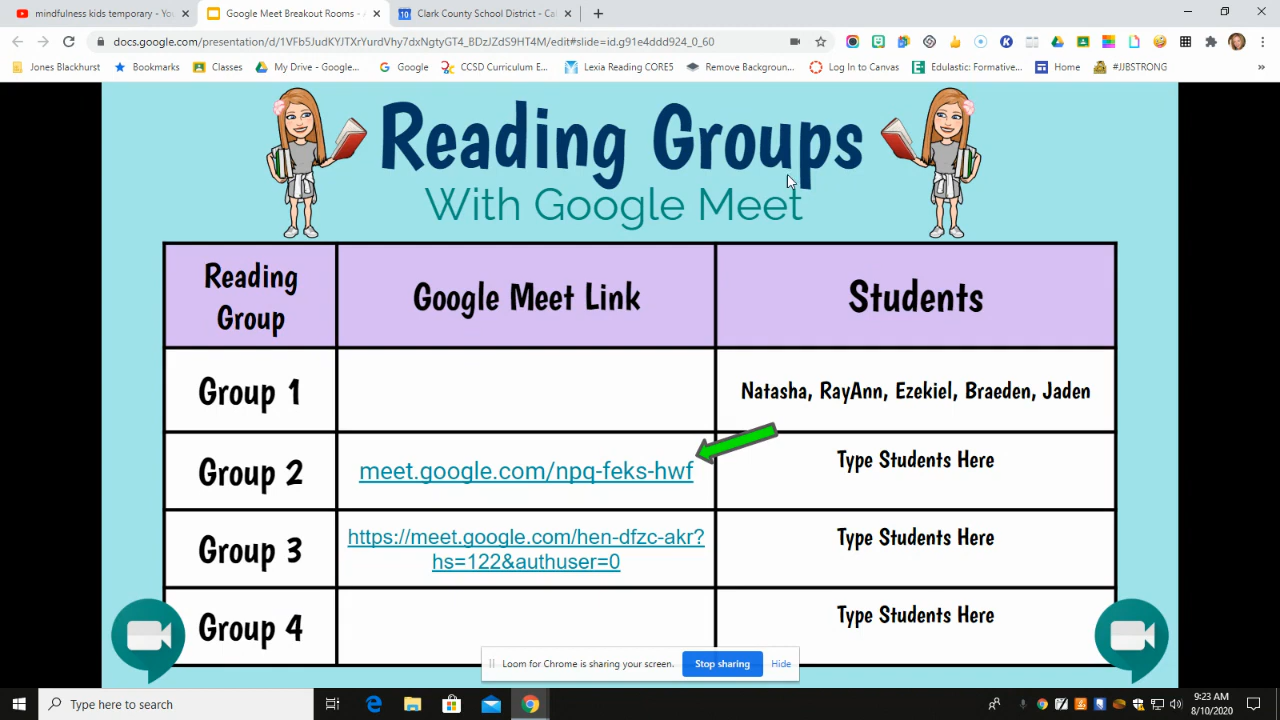 mindfulness kids temporary - Yo
Google Meet Breakout Rooms - A
Clark County School District - Ca
docs.google.com/presentation/d/1VFb5JudKYJTXrYurdVhy7dxNgtyGT4_BDzJZdS9HT4M/edit#slide=id.g91e4ddd924_0_60
Jones Blackhurst
Bookmarks
Classes
My Drive - Google...
Google
CCSD Curriculum E...
Lexia Reading CORE5
Remove Backgroun...
Log In to Canvas
Edulastic: Formative...
Home
#JJBSTRONG
Reading Groups
With Google Meet
Reading
Group
Google Meet Link
Students
Group 1
Natasha, RayAnn, Ezekiel, Braeden, Jaden
Group 2
meet.google.com/npq-feks-hwf
Type Students Here
Group 3
https://meet.google.com/hen-dfzc-akr?
hs=122&authuser=0
Type Students Here
Group 4
Type Students Here
Loom for Chrome is sharing your screen.
Stop sharing
Hide
Type here to search
9:23 AM
8/10/2020